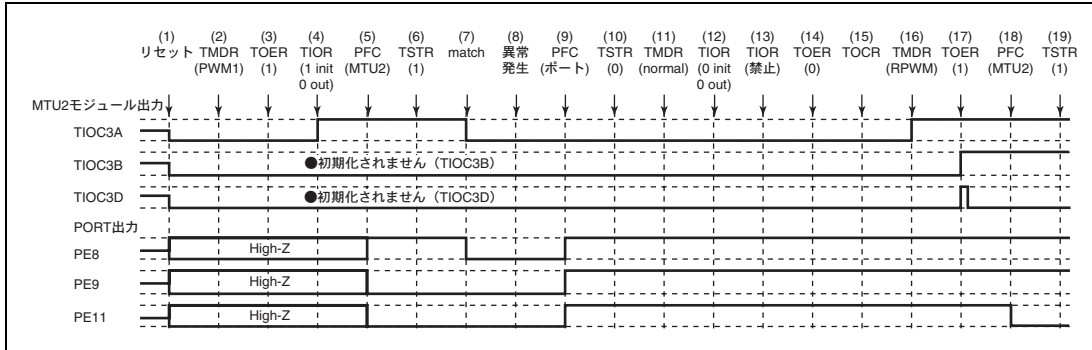 (1) (2) (3) (4) (5) (6) (7) (8) (9) (10) (11) (12) (13) (14) (15) (16) (17) (18) (19)
リセット TMDR TOER TIOR PFC TSTR match 異常 PFC TSTR TMDR TIOR TIOR TOER TOCR TMDR TOER PFC TSTR
(PWM1) (1) (1 init (MTU2) (1) 発生 (ポート) (0) (normal) (0 init (禁止) (0) (RPWM) (1) (MTU2) (1)
0 out) 0 out)
MTU2モジュール出力
TIOC3A
TIOC3B ●初期化されません（TIOC3B）
TIOC3D ●初期化されません（TIOC3D）
PORT出力
PE8 High-Z
PE9 High-Z
PE11 High-Z